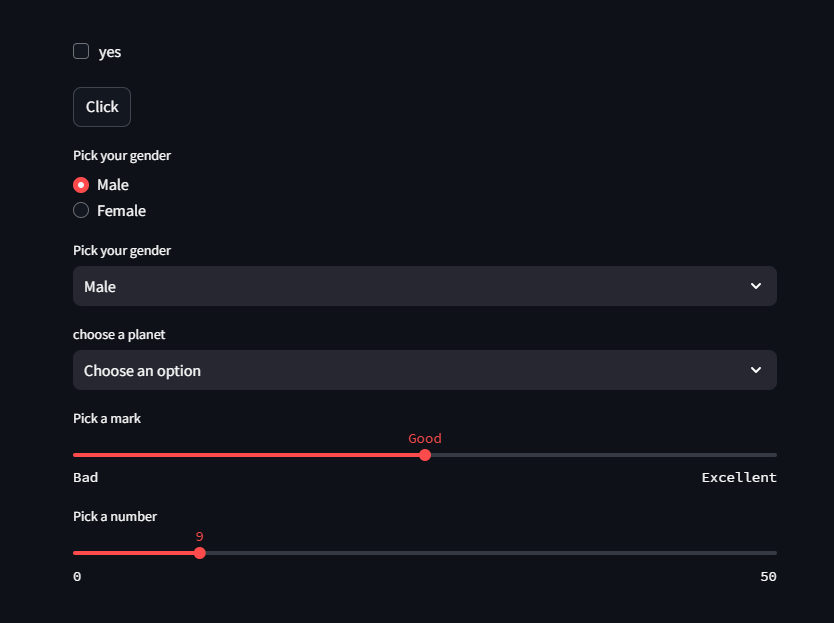 yes
Click
Pick your gender
Male
Female
Pick your gender
Male
choose a planet
Choose an option
Pick a mark
Good
Bad Excellent
Pick a number
9
0 50